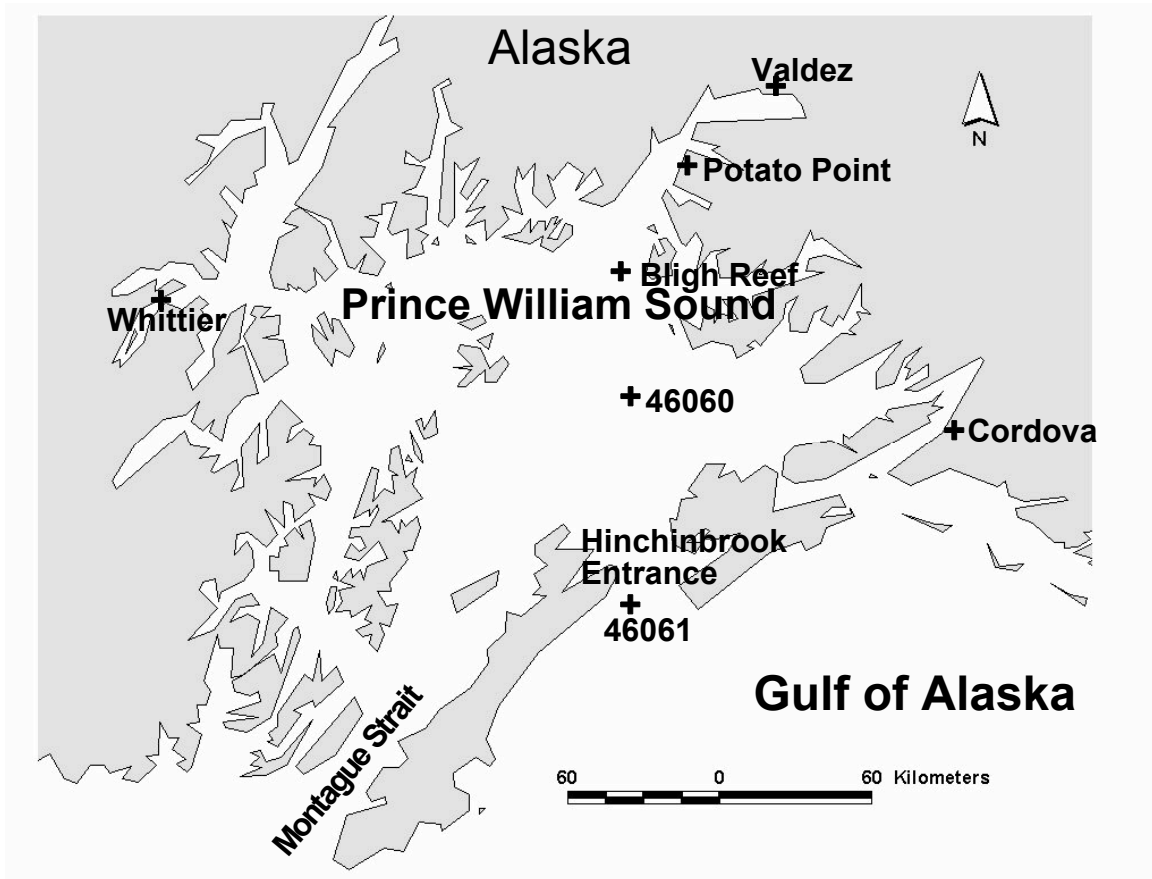 Alaska
Valdez
N
Potato Point
Bligh Reef
Prince William Sound
Whittier
46060
Cordova
Hinchinbrook
Entrance
46061
Gulf of Alaska
Montague Strait
60 0 60 Kilometers